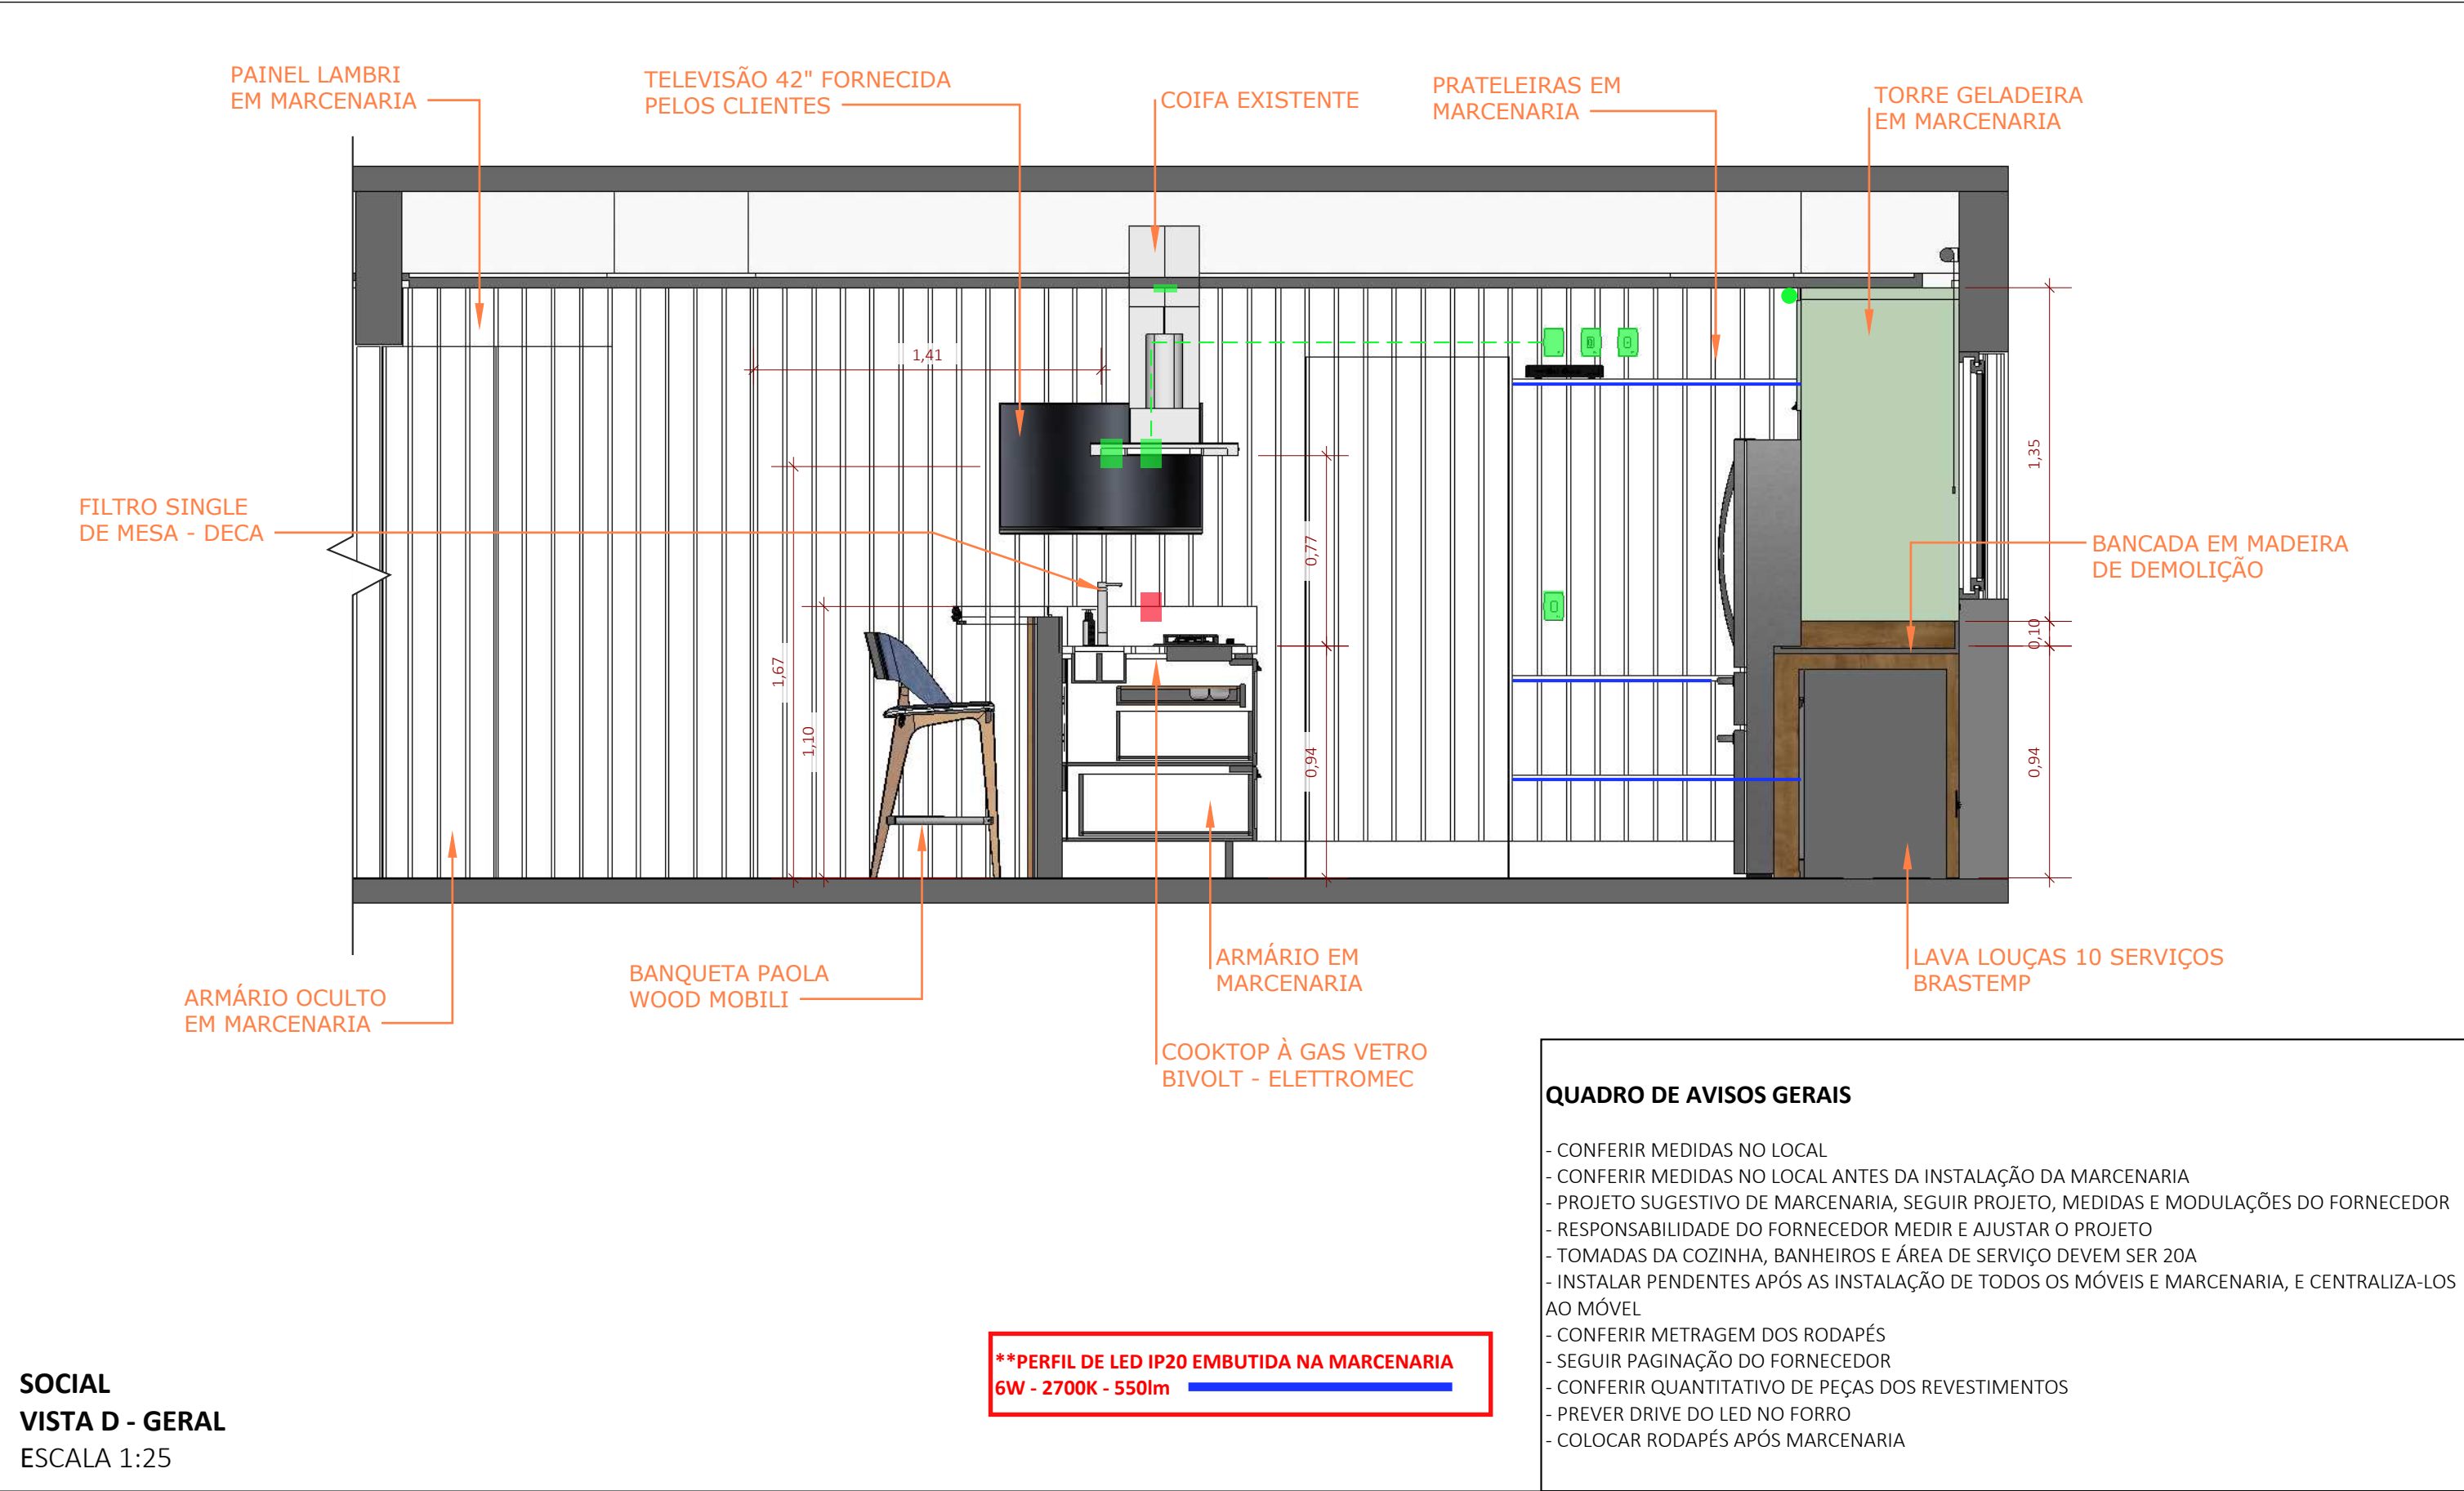 PAINEL LAMBRI
EM MARCENARIA
TELEVISÃO 42" FORNECIDA
PELOS CLIENTES
COIFA EXISTENTE
PRATELEIRAS EM
MARCENARIA
TORRE GELADEIRA
EM MARCENARIA
1,41
1,35
FILTRO SINGLE
DE MESA - DECA
0,77
BANCADA EM MADEIRA
DE DEMOLIÇÃO
0,10
1,67
1,10
0,94
0,94
ARMÁRIO OCULTO
EM MARCENARIA
BANQUETA PAOLA
WOOD MOBILI
ARMÁRIO EM
MARCENARIA
LAVA LOUÇAS 10 SERVIÇOS
BRASTEMP
COOKTOP À GAS VETRO
BIVOLT - ELETTROMEC
QUADRO DE AVISOS GERAIS
- CONFERIR MEDIDAS NO LOCAL
- CONFERIR MEDIDAS NO LOCAL ANTES DA INSTALAÇÃO DA MARCENARIA
- PROJETO SUGESTIVO DE MARCENARIA, SEGUIR PROJETO, MEDIDAS E MODULAÇÕES DO FORNECEDOR
- RESPONSABILIDADE DO FORNECEDOR MEDIR E AJUSTAR O PROJETO
- TOMADAS DA COZINHA, BANHEIROS E ÁREA DE SERVIÇO DEVEM SER 20A
- INSTALAR PENDENTES APÓS AS INSTALAÇÃO DE TODOS OS MÓVEIS E MARCENARIA, E CENTRALIZA-LOS
AO MÓVEL
- CONFERIR METRAGEM DOS RODAPÉS
- SEGUIR PAGINAÇÃO DO FORNECEDOR
- CONFERIR QUANTITATIVO DE PEÇAS DOS REVESTIMENTOS
- PREVER DRIVE DO LED NO FORRO
- COLOCAR RODAPÉS APÓS MARCENARIA
**PERFIL DE LED IP20 EMBUTIDA NA MARCENARIA
6W - 2700K - 550lm
SOCIAL
VISTA D - GERAL
ESCALA 1:25